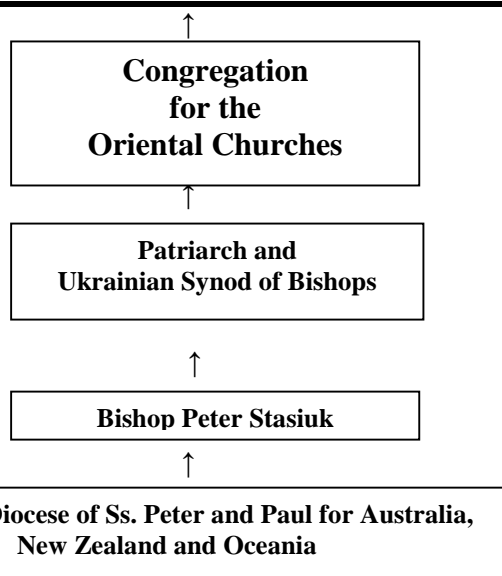 ↑
Congregation
for the
Oriental Churches
↑
Patriarch and
Ukrainian Synod of Bishops
↑
Bishop Peter Stasiuk
↑
Diocese of Ss. Peter and Paul for Australia,
New Zealand and Oceania